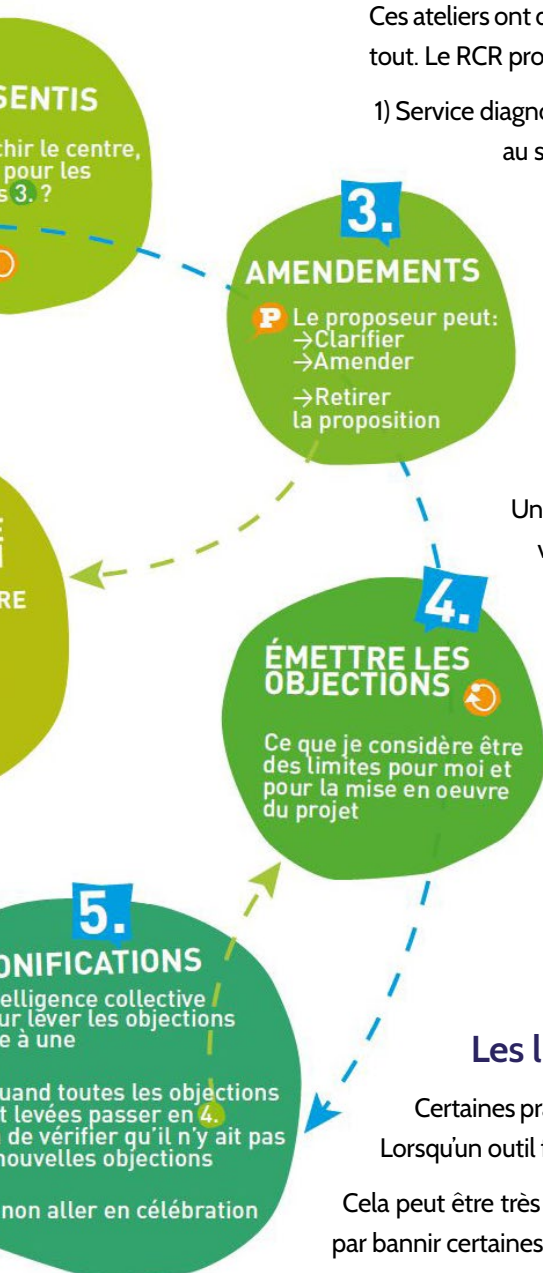 Ces ateliers ont
tout. Le RCR
1) Service
au
SENTIS
le centre,
pour les
3. ?
3.
AMENDEMENTS
P Le proposeur peut:
→Clarifier
→Amender
→Retirer
la proposition
Un
RE
4.
ÉMETTRE LES
OBJECTIONS
Ce que je considère être
des limites pour moi et
pour la mise en oeuvre
du projet
5.
ONIFICATIONS
elligence collective
ur lever les objections
e à une
uand toutes les objections
t levées passer en 4.
de vérifier qu'il n'y ait pas
nouvelles objections
non aller en célébration
Les l
Certaines
Lorsqu'un outil
Cela peut être très
par bannir certaines